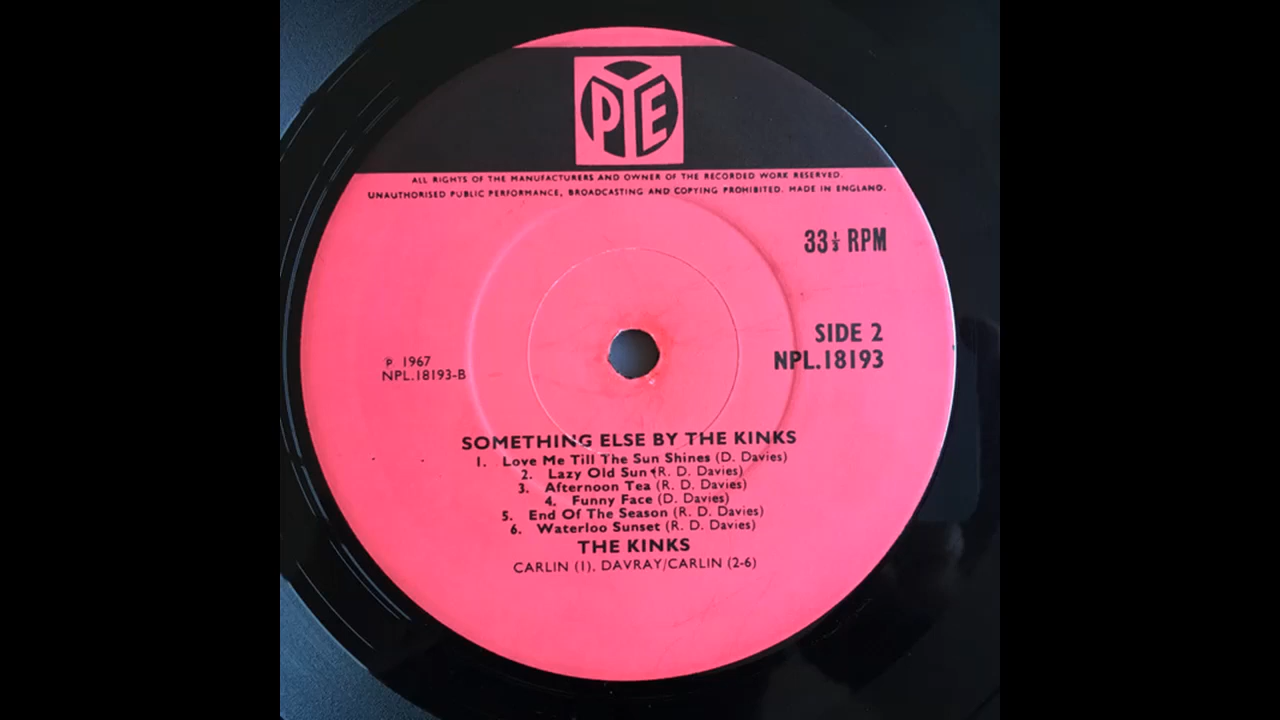 PYE
ALL RIGHTS OF THE MANUFACTURERS AND OWNER OF THE RECORDED WORK RESERVED.
UNAUTHORISED PUBLIC PERFORMANCE, BROADCASTING AND COPYING PROHIBITED. MADE IN ENGLAND.
33⅓ RPM
SIDE 2
NPL.18193
℗ 1967
NPL.18193-B
SOMETHING ELSE BY THE KINKS
1. Love Me Till The Sun Shines (D. Davies)
2. Lazy Old Sun (R. D. Davies)
3. Afternoon Tea (R. D. Davies)
4. Funny Face (D. Davies)
5. End Of The Season (R. D. Davies)
6. Waterloo Sunset (R. D. Davies)
THE KINKS
CARLIN (1). DAVRAY/CARLIN (2-6)